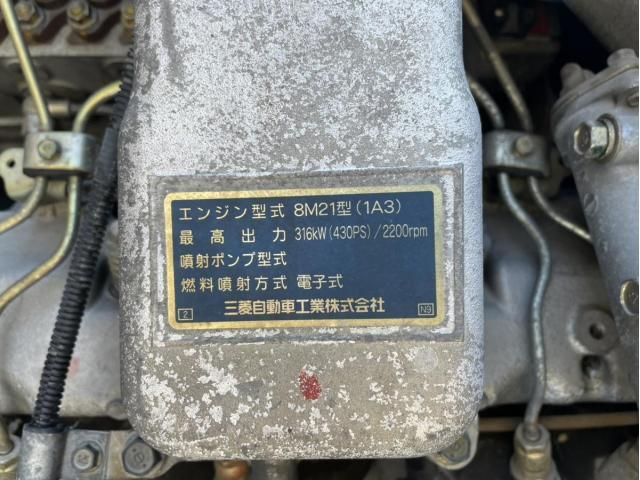 エンジン型式 8M21型(1A3)
最高出力 316kW(430PS)/2200rpm
噴射ポンプ型式
燃料噴射方式 電子式
2 三菱自動車工業株式会社 N9